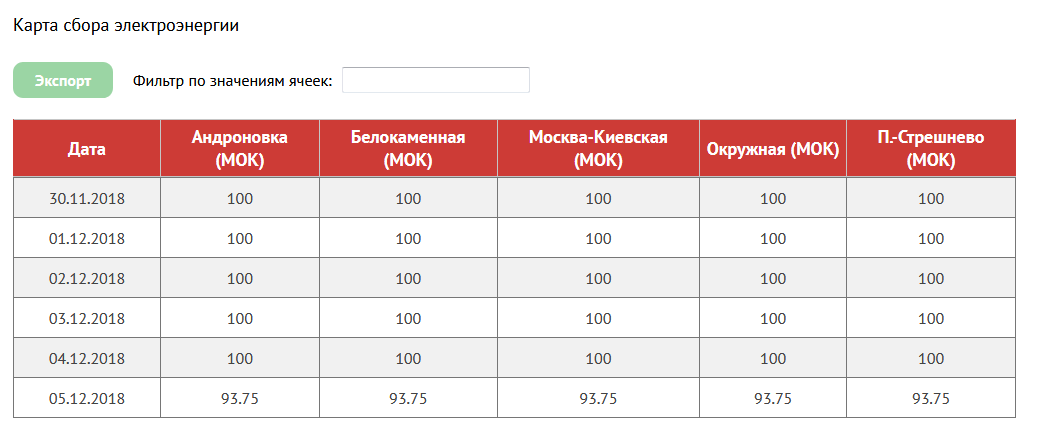 Карта сбора электроэнергии
Экспорт Фильтр по значениям ячеек:
Дата Андроновка (МОК) Белокаменная (МОК) Москва-Киевская (МОК) Окружная (МОК) П.-Стрешнево (МОК)
30.11.2018 100 100 100 100 100
01.12.2018 100 100 100 100 100
02.12.2018 100 100 100 100 100
03.12.2018 100 100 100 100 100
04.12.2018 100 100 100 100 100
05.12.2018 93.75 93.75 93.75 93.75 93.75